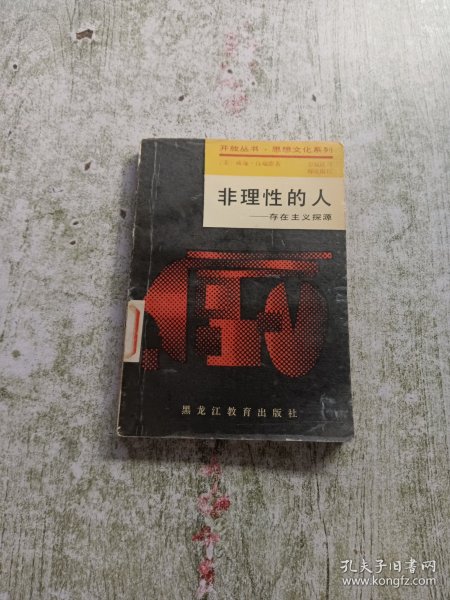 开放丛书·思想文化系列
非理性的人
——存在主义探源
黑龙江教育出版社
孔夫子旧书网
www.kongfz.com